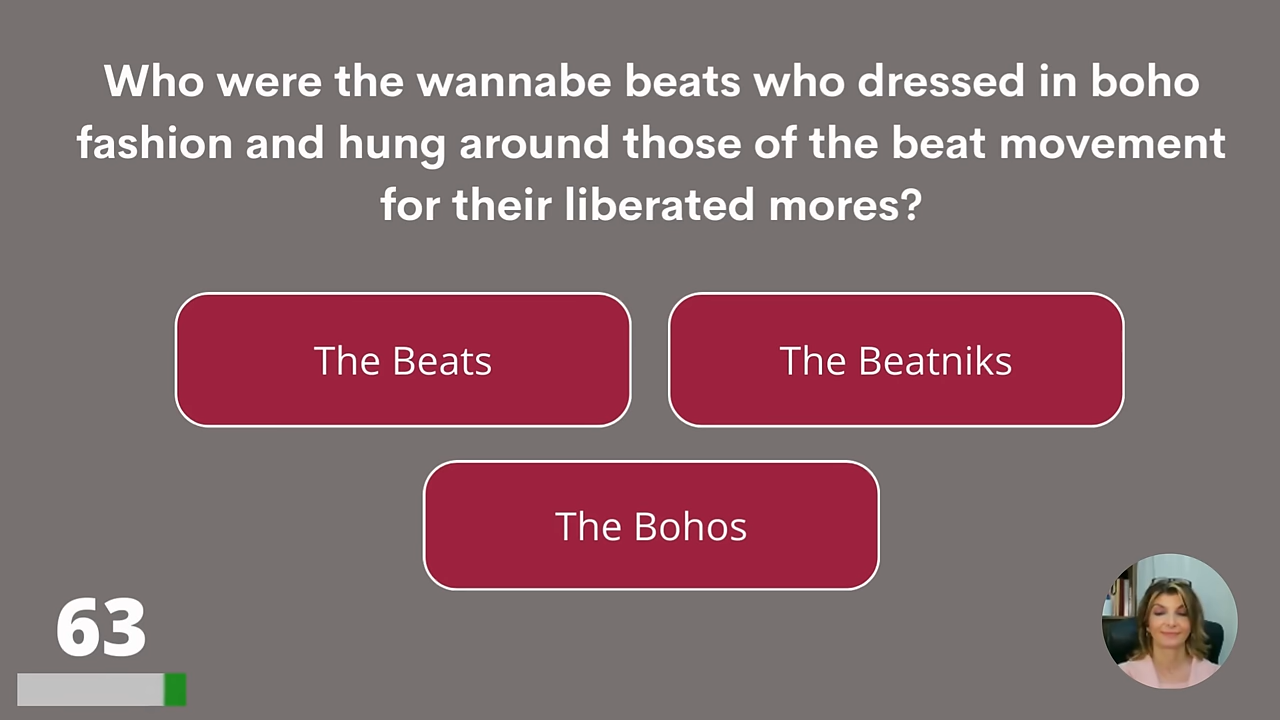 Who were the wannabe beats who dressed in boho
fashion and hung around those of the beat movement
for their liberated mores?
The Beats
The Beatniks
The Bohos
63